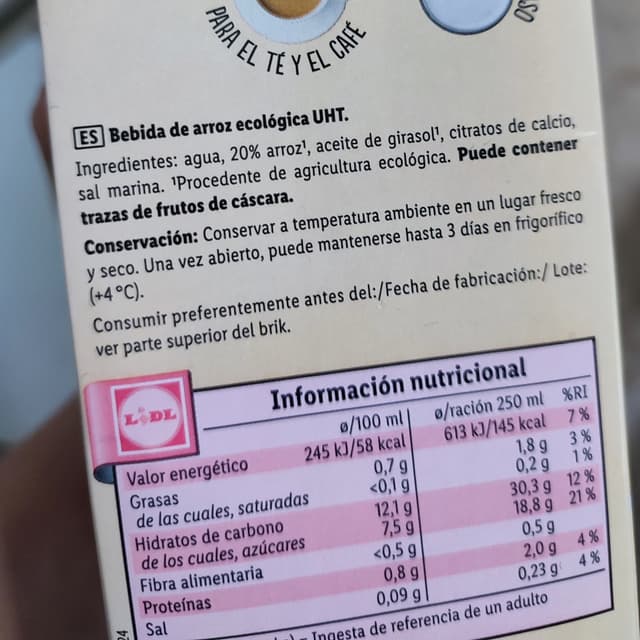 PARA EL TÉ Y EL CAFÉ
ES Bebida de arroz ecológica UHT.
Ingredientes: agua, 20% arroz¹, aceite de girasol¹, citratos de calcio,
sal marina. ¹Procedente de agricultura ecológica. Puede contener
trazas de frutos de cáscara.
Conservación: Conservar a temperatura ambiente en un lugar fresco
y seco. Una vez abierto, puede mantenerse hasta 3 días en frigorífico
(+4 °C).
Consumir preferentemente antes del:/Fecha de fabricación:/ Lote:
ver parte superior del brik.
LIDL
Información nutricional
ø/100 ml ø/ración 250 ml %RI
Valor energético 245 kJ/58 kcal 613 kJ/145 kcal 7 %
Grasas 0,7 g 1,8 g 3 %
de las cuales, saturadas <0,1 g 0,2 g 1 %
Hidratos de carbono 12,1 g 30,3 g 12 %
de los cuales, azúcares 7,5 g 18,8 g 21 %
Fibra alimentaria <0,5 g 0,5 g
Proteínas 0,8 g 2,0 g 4 %
Sal 0,09 g 0,23 g 4 %
Ingesta de referencia de un adulto